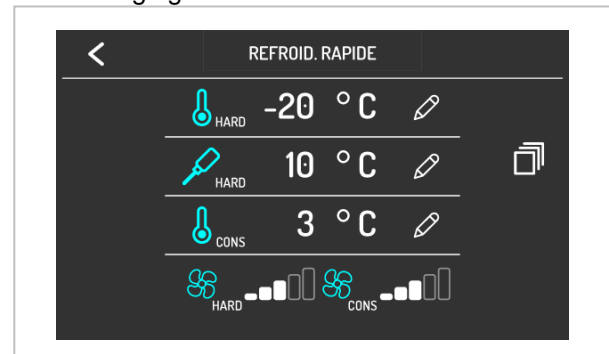 REFROID. RAPIDE
HARD -20 °C
HARD 10 °C
CONS 3 °C
HARD CONS